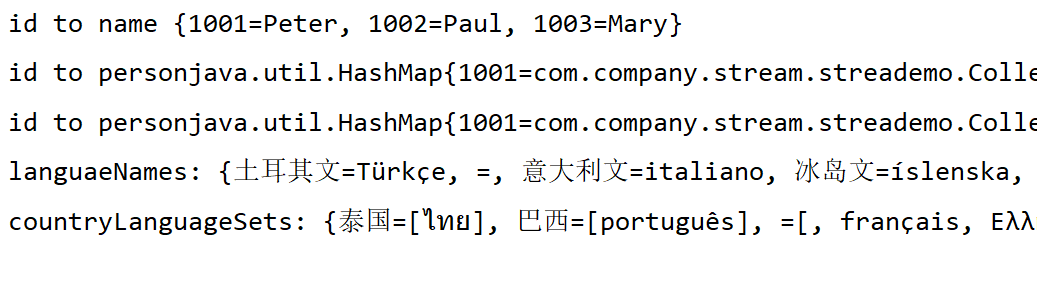 id to name {1001=Peter, 1002=Paul, 1003=Mary}
id to personjava.util.HashMap{1001=com.company.stream.streademo.Colle
id to personjava.util.HashMap{1001=com.company.stream.streademo.Colle
languaeNames: {土耳其文=Türkçe, =, 意大利文=italiano, 冰岛文=íslenska,
countryLanguageSets: {泰国=[ไทย], 巴西=[português], =[, français, Ελλ